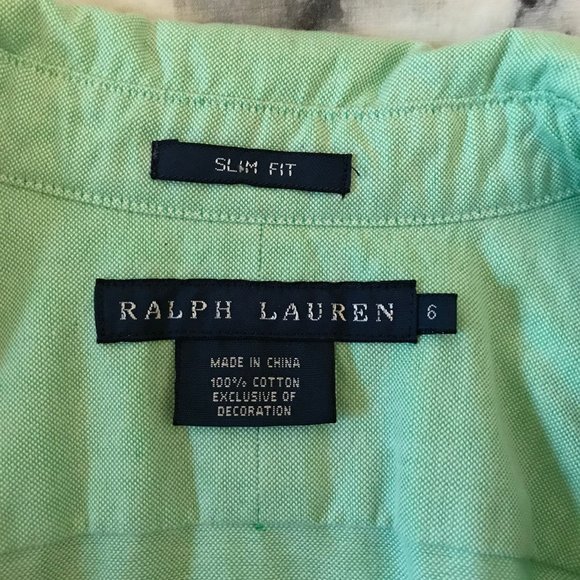 SLIM FIT
RALPH LAUREN 6
MADE IN CHINA
100% COTTON
EXCLUSIVE OF
DECORATION